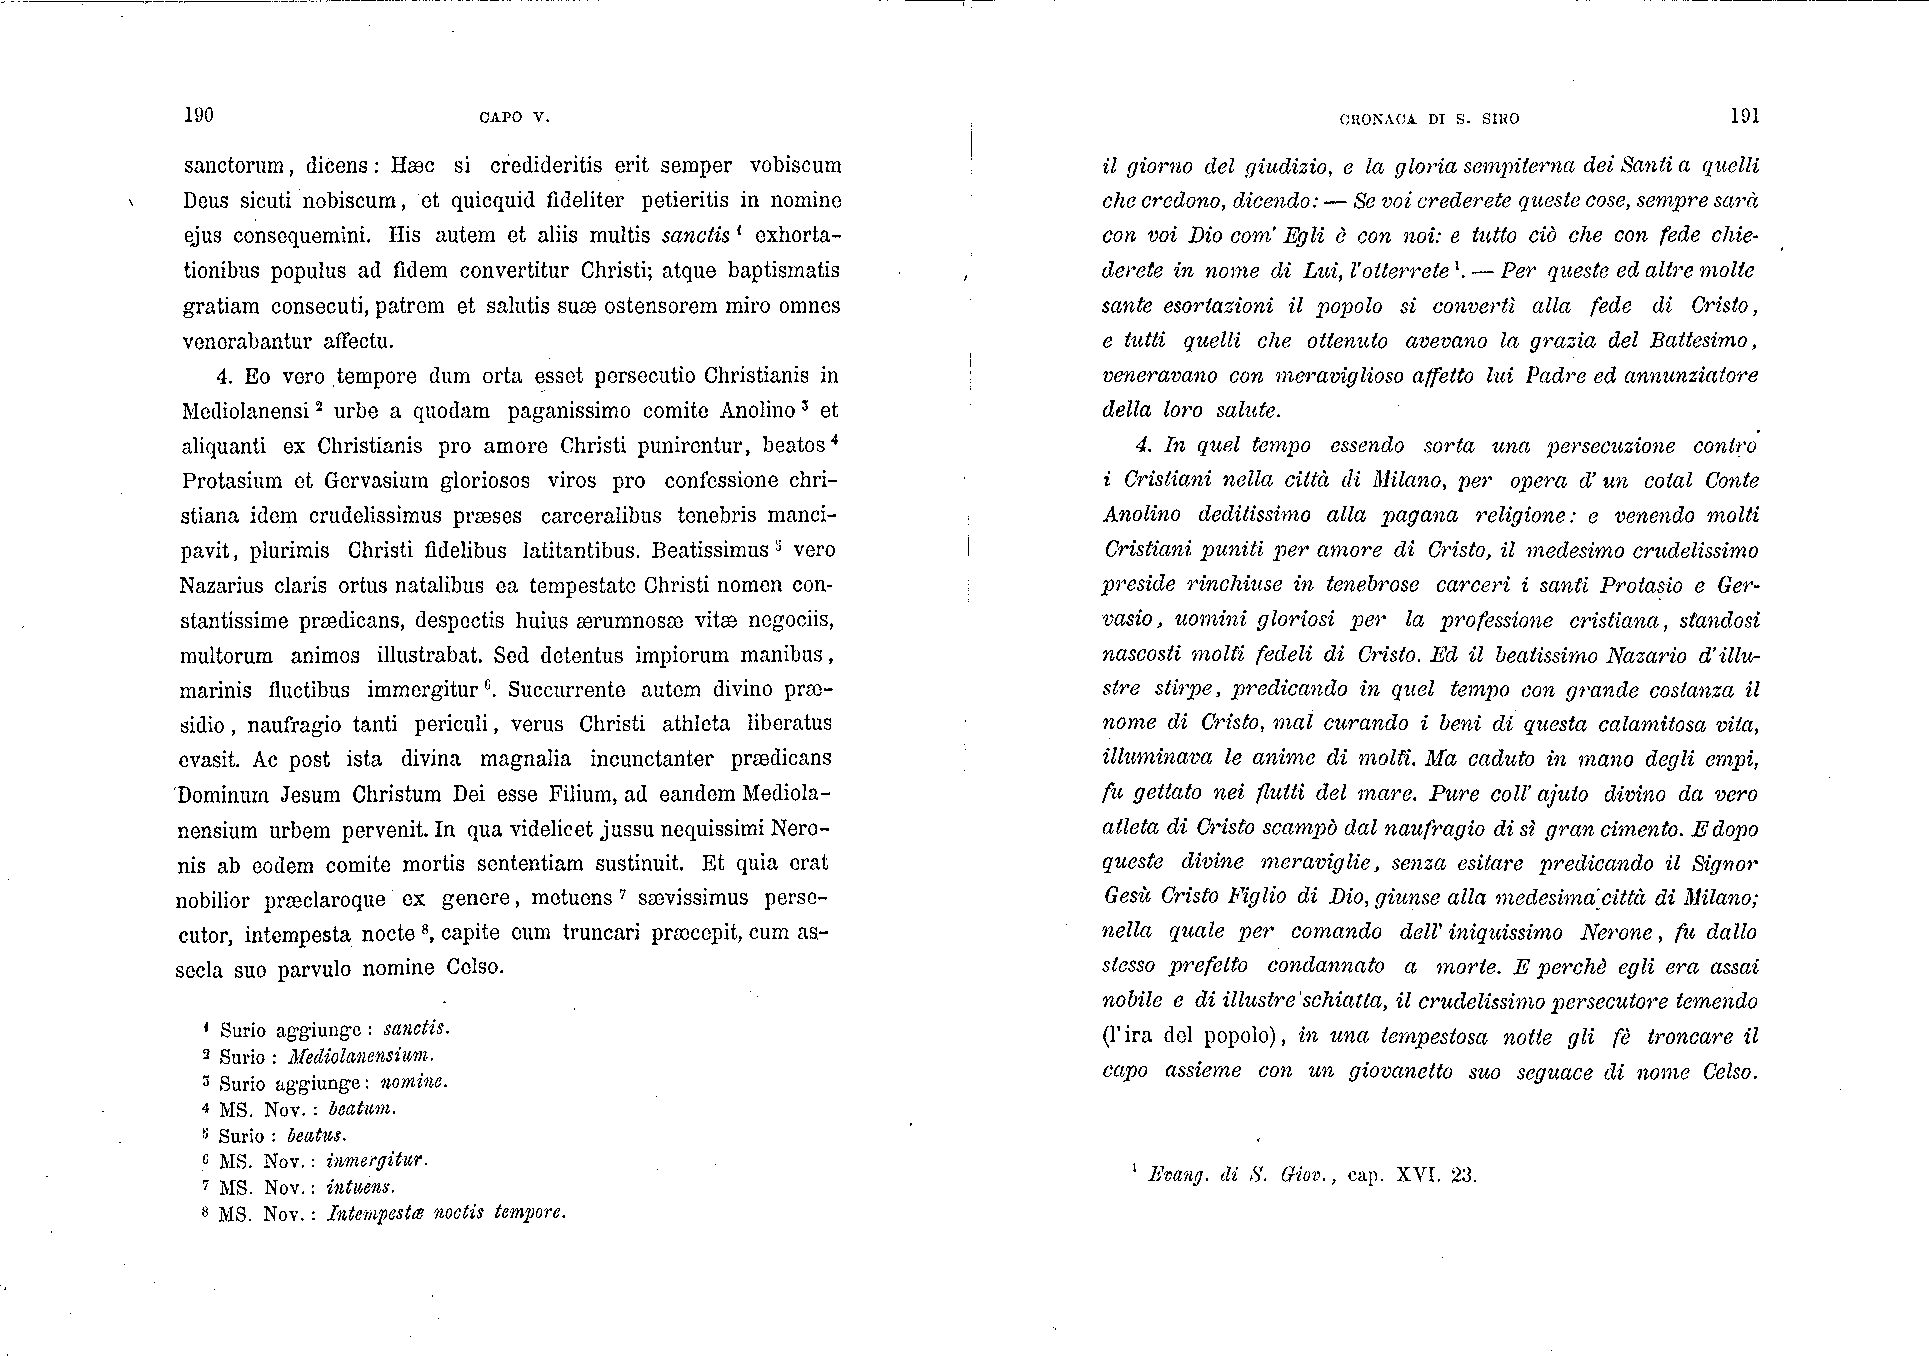 190
CAPO V.
sanctorum, dicens: Hæc si credideritis erit semper vobiscum
Deus sicuti nobiscum, et quicquid fideliter petieritis in nomine
ejus consequemini. His autem et aliis multis sanctis ¹ exhorta-
tionibus populus ad fidem convertitur Christi; atque baptismatis
gratiam consecuti, patrem et salutis suæ ostensorem miro omnes
venerabantur affectu.
4. Eo vero tempore dum orta esset persecutio Christianis in
Mediolanensi ² urbe a quodam paganissimo comite Anolino ³ et
aliquanti ex Christianis pro amore Christi punirentur, beatos ⁴
Protasium et Gervasium gloriosos viros pro confessione chri-
stiana idem crudelissimus præses carceralibus tenebris manci-
pavit, plurimis Christi fidelibus latitantibus. Beatissimus ⁵ vero
Nazarius claris ortus natalibus ea tempestate Christi nomen con-
stantissime prædicans, despectis huius ærumnosæ vitæ negociis,
multorum animos illustrabat. Sed detentus impiorum manibus,
marinis fluctibus immergitur ⁶. Succurrente autem divino præ-
sidio, naufragio tanti periculi, verus Christi athleta liberatus
evasit. Ac post ista divina magnalia incunctanter prædicans
Dominum Jesum Christum Dei esse Filium, ad eandem Mediola-
nensium urbem pervenit. In qua videlicet jussu nequissimi Nero-
nis ab eodem comite mortis sententiam sustinuit. Et quia erat
nobilior præclaroque ex genere, metuens ⁷ sævissimus perse-
cutor, intempesta nocte ⁸, capite eum truncari præcepit, cum as-
secla suo parvulo nomine Celso.
¹ Surio aggiunge: sanctis.
² Surio: Mediolanensium.
³ Surio aggiunge: nomine.
⁴ MS. Nov.: beatum.
⁵ Surio: beatus.
⁶ MS. Nov.: inmergitur.
⁷ MS. Nov.: intuens.
⁸ MS. Nov.: Intempestæ noctis tempore.
CRONACA DI S. SIRO
191
il giorno del giudizio, e la gloria sempiterna dei Santi a quelli
che credono, dicendo: — Se voi crederete queste cose, sempre sarà
con voi Dio com' Egli è con noi: e tutto ciò che con fede chie-
derete in nome di Lui, l'otterrete ¹. — Per queste ed altre molte
sante esortazioni il popolo si convertì alla fede di Cristo,
e tutti quelli che ottenuto avevano la grazia del Battesimo,
veneravano con meraviglioso affetto lui Padre ed annunziatore
della loro salute.
4. In quel tempo essendo sorta una persecuzione contro
i Cristiani nella città di Milano, per opera d' un cotal Conte
Anolino deditissimo alla pagana religione: e venendo molti
Cristiani puniti per amore di Cristo, il medesimo crudelissimo
preside rinchiuse in tenebrose carceri i santi Protasio e Ger-
vasio, uomini gloriosi per la professione cristiana, standosi
nascosti molti fedeli di Cristo. Ed il beatissimo Nazario d'illu-
stre stirpe, predicando in quel tempo con grande costanza il
nome di Cristo, mal curando i beni di questa calamitosa vita,
illuminava le anime di molti. Ma caduto in mano degli empi,
fu gettato nei flutti del mare. Pure coll' ajuto divino da vero
atleta di Cristo scampò dal naufragio di sì gran cimento. E dopo
queste divine meraviglie, senza esitare predicando il Signor
Gesù Cristo Figlio di Dio, giunse alla medesima città di Milano;
nella quale per comando dell' iniquissimo Nerone, fu dallo
stesso prefetto condannato a morte. E perchè egli era assai
nobile e di illustre schiatta, il crudelissimo persecutore temendo
(l'ira del popolo), in una tempestosa notte gli fè troncare il
capo assieme con un giovanetto suo seguace di nome Celso.
¹ Evang. di S. Giov., cap. XVI. 23.